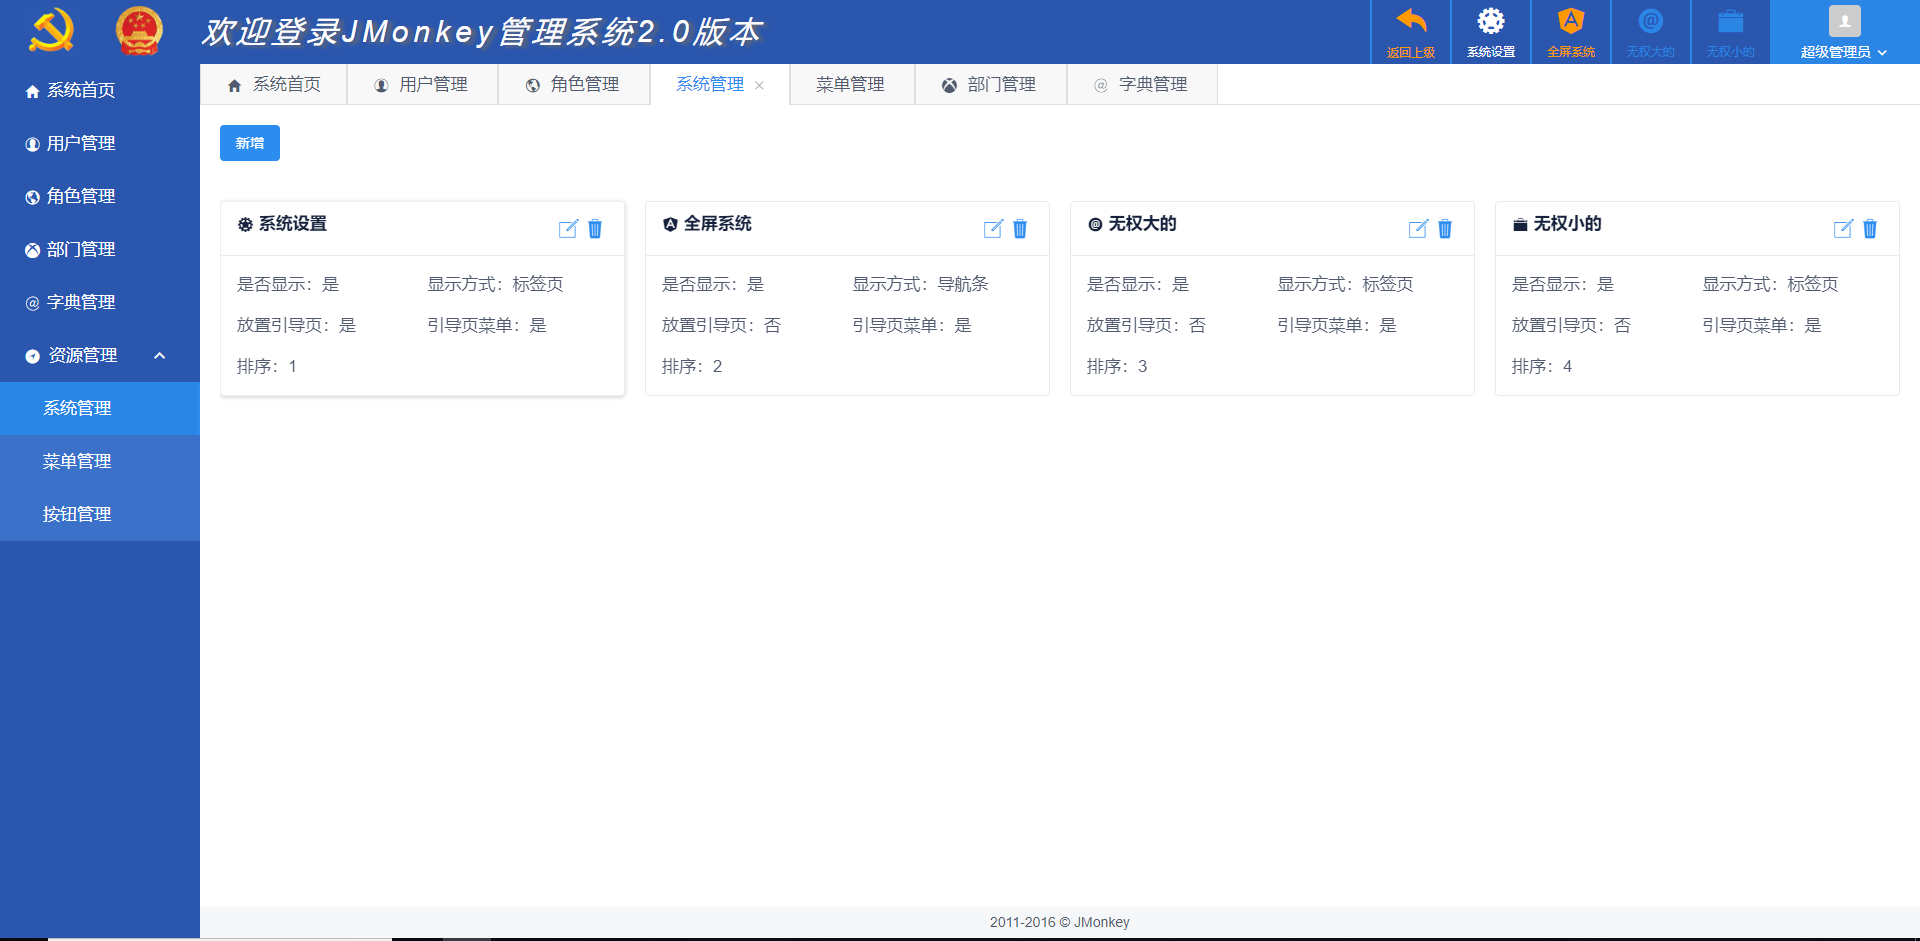 欢迎登录JMonkey管理系统2.0版本
返回上级
系统设置
全屏系统
无权大的
无权小的
超级管理员
系统首页
用户管理
角色管理
部门管理
字典管理
资源管理
系统管理
菜单管理
按钮管理
系统首页
用户管理
角色管理
系统管理
菜单管理
部门管理
字典管理
新增
系统设置
是否显示：是 显示方式：标签页
放置引导页：是 引导页菜单：是
排序：1
全屏系统
是否显示：是 显示方式：导航条
放置引导页：否 引导页菜单：是
排序：2
无权大的
是否显示：是 显示方式：标签页
放置引导页：否 引导页菜单：是
排序：3
无权小的
是否显示：是 显示方式：标签页
放置引导页：否 引导页菜单：是
排序：4
2011-2016 © JMonkey